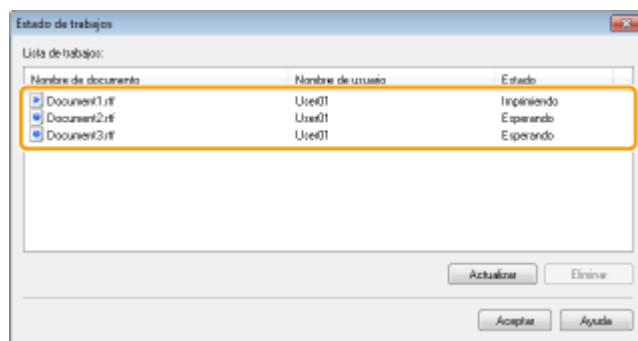 Estado de trabajos
Lista de trabajos:
Nombre de documento Nombre de usuario Estado
Document1.rtf User01 Imprimiendo
Document2.rtf User01 Esperando
Document3.rtf User01 Esperando
Actualizar Eliminar
Aceptar Ayuda